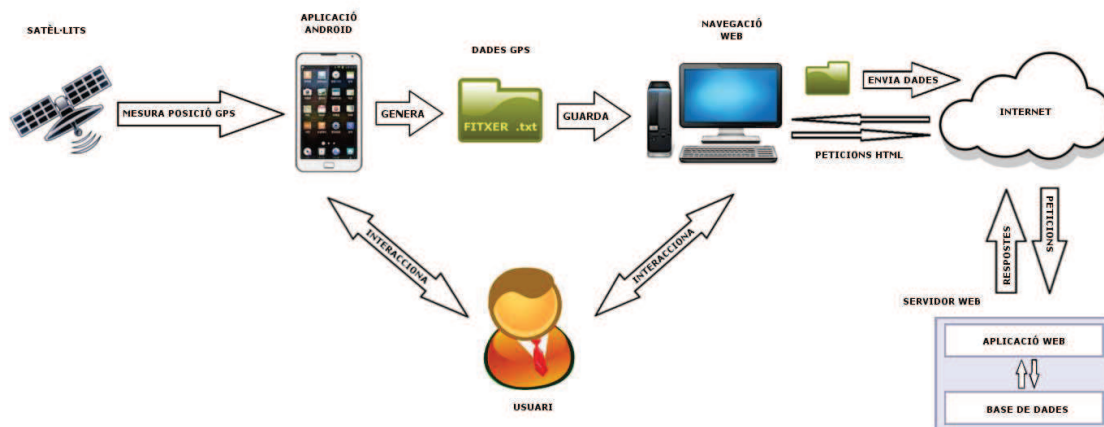 SATÈL·LITS
APLICACIÓ
ANDROID
DADES GPS
NAVEGACIÓ
WEB
MESURA POSICIÓ GPS
GENERA
FITXER .txt
GUARDA
ENVIA DADES
INTERNET
PETICIONS HTML
INTERACCIONA
INTERACCIONA
RESPOSTES
PETICIONS
USUARI
SERVIDOR WEB
APLICACIÓ WEB
BASE DE DADES